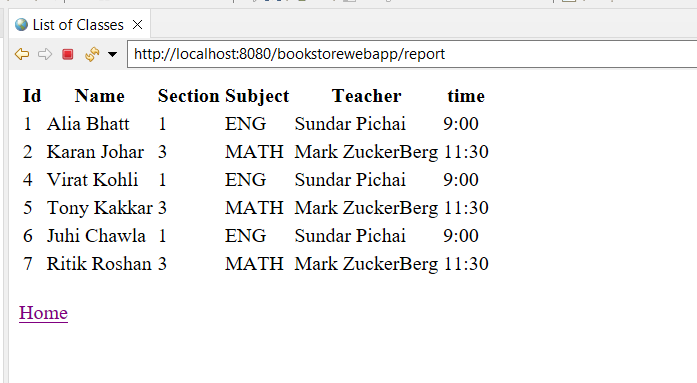 List of Classes
http://localhost:8080/bookstorewebapp/report
Id Name Section Subject Teacher time
1 Alia Bhatt 1 ENG Sundar Pichai 9:00
2 Karan Johar 3 MATH Mark ZuckerBerg 11:30
4 Virat Kohli 1 ENG Sundar Pichai 9:00
5 Tony Kakkar 3 MATH Mark ZuckerBerg 11:30
6 Juhi Chawla 1 ENG Sundar Pichai 9:00
7 Ritik Roshan 3 MATH Mark ZuckerBerg 11:30
Home